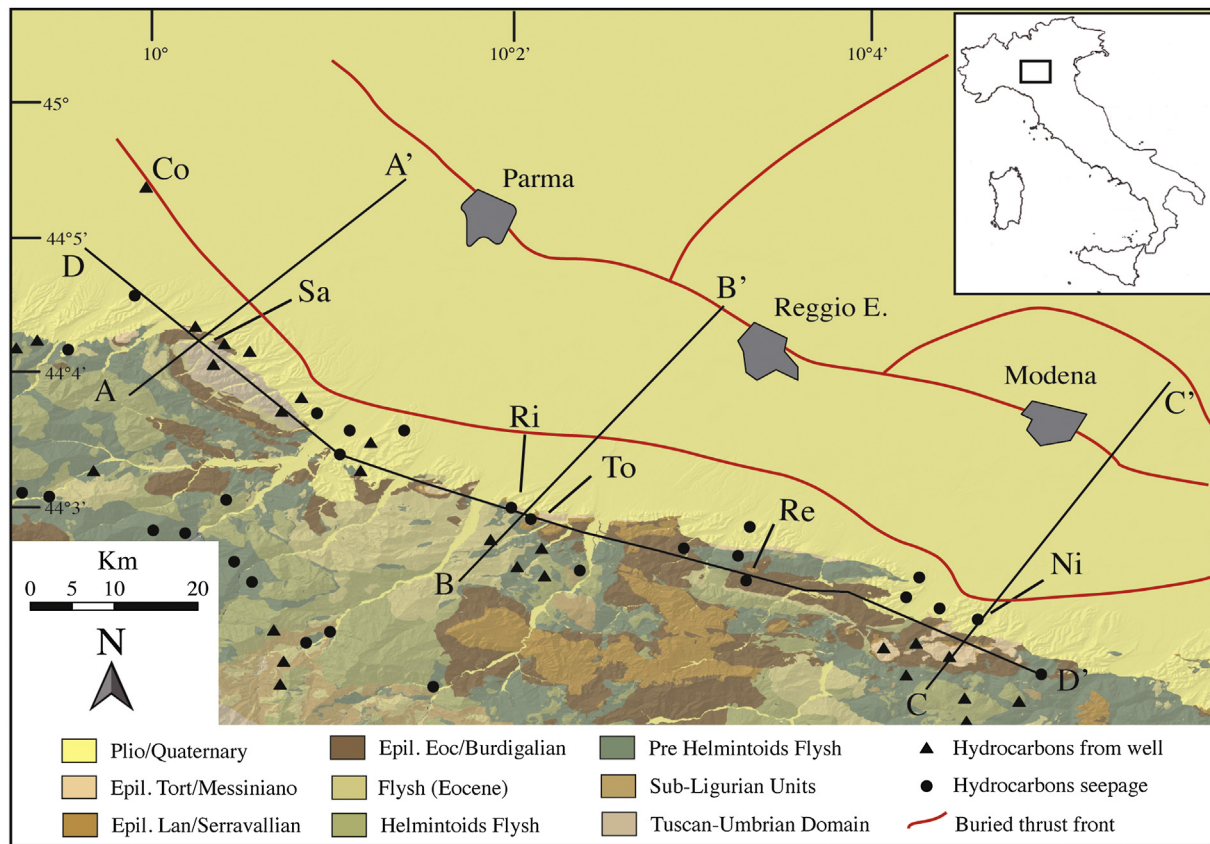 10°
10°2’
10°4’
45°
Co
A’
Parma
44°5’
D
Sa
B’
Reggio E.
44°4’
A
Modena
C’
Ri
To
44°3’
Re
Km
0 5 10 20
B
Ni
N
C
D’
Plio/Quaternary
Epil. Eoc/Burdigalian
Pre Helmintoids Flysh
Hydrocarbons from well
Epil. Tort/Messiniano
Flysh (Eocene)
Sub-Ligurian Units
Hydrocarbons seepage
Epil. Lan/Serravallian
Helmintoids Flysh
Tuscan-Umbrian Domain
Buried thrust front